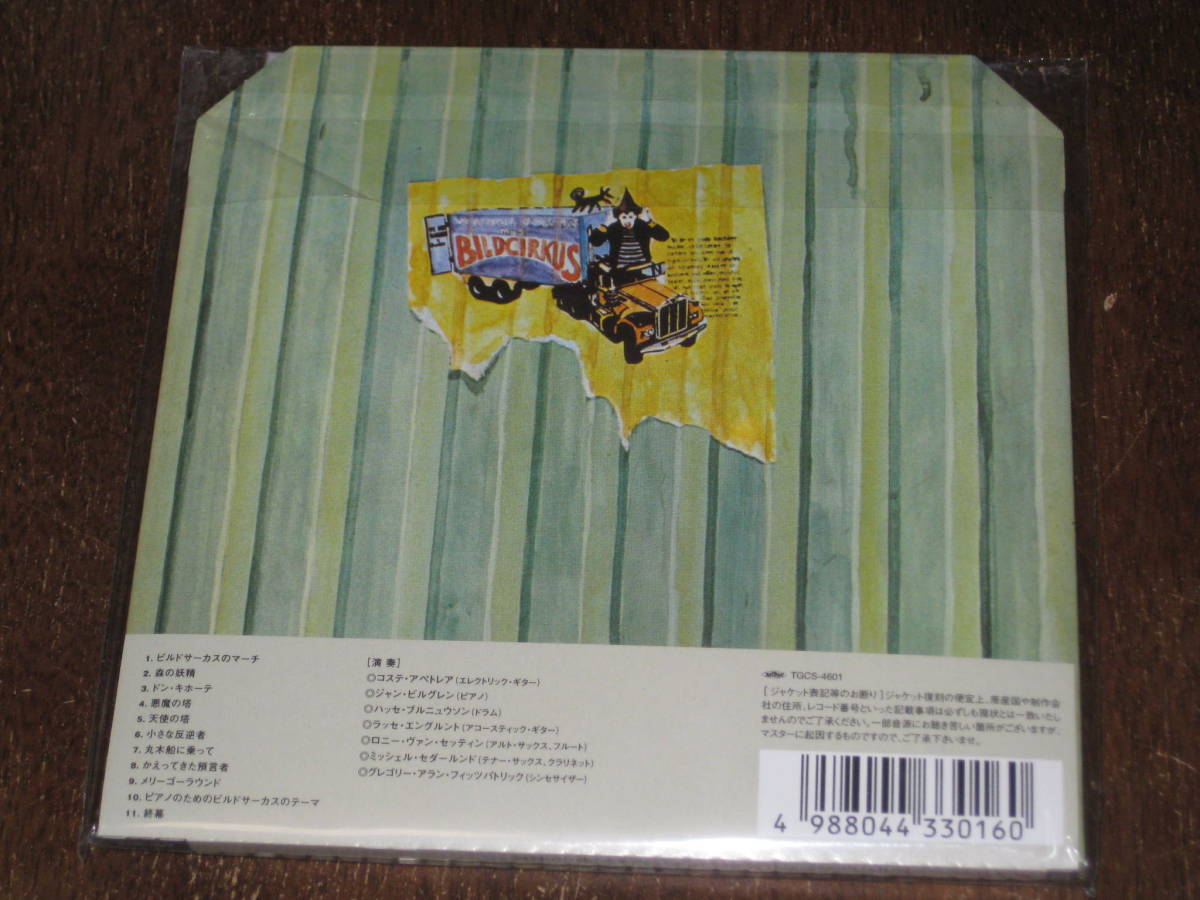 BILDCIRKUS
1. ビルドサーカスのマーチ
2. 森の妖精
3. ドン・キホーテ
4. 悪魔の塔
5. 天使の塔
6. 小さな反逆者
7. 丸木船に乗って
8. かえってきた預言者
9. メリーゴーラウンド
10. ピアノのためのビルドサーカスのテーマ
11. 終幕
[演奏]
◎コステ・アペトレア(エレクトリック・ギター)
◎ジャン・ビルグレン(ピアノ)
◎ハッセ・ブルニュウソン(ドラム)
◎ラッセ・エングルント(アコースティック・ギター)
◎ロニー・ヴァン・セッティン(アルト・サックス、フルート)
◎ミッシェル・セダールンド(テナー・サックス、クラリネット)
◎グレゴリー・アラン・フィッツパトリック(シンセサイザー)
TGCS-4601
[ジャケット表記等のお断り]ジャケット復刻の便宜上、原産国や制作会
社の住所、レコード番号といった記載事項は必ずしも現状とは一致いたし
ませんのでご了承ください。一部音源にお聴き苦しい箇所がございますが、
マスターに起因するものですので、ご了承下さいませ。
4 988044 330160